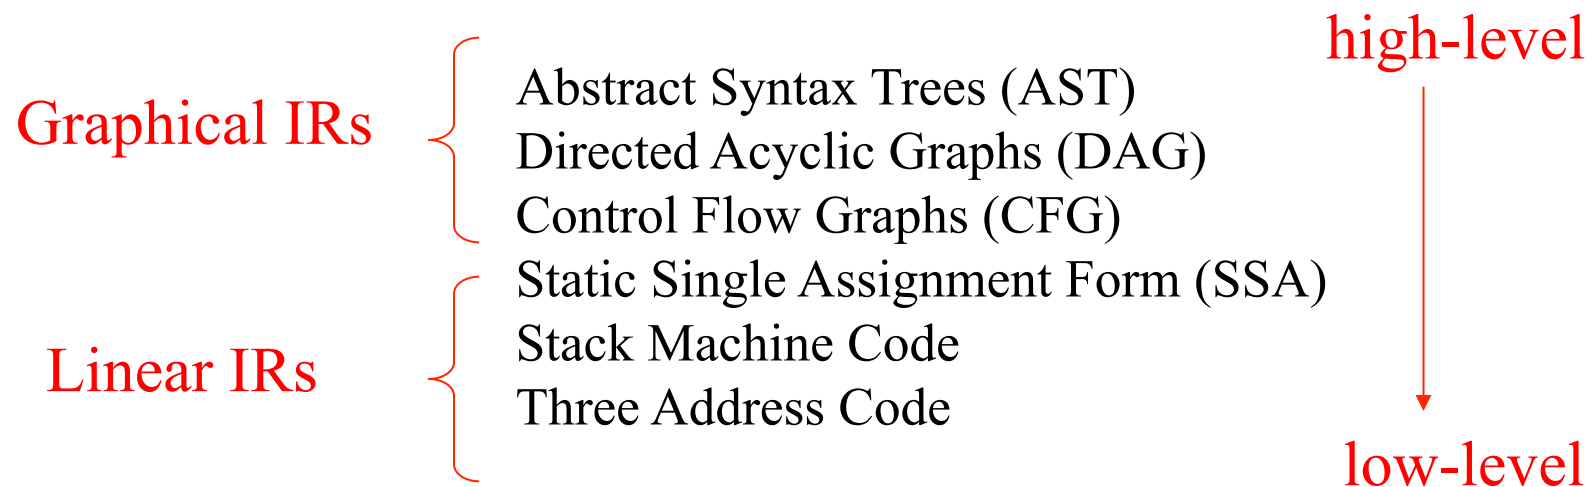 high-level
Graphical IRs
Abstract Syntax Trees (AST)
Directed Acyclic Graphs (DAG)
Control Flow Graphs (CFG)
Linear IRs
Static Single Assignment Form (SSA)
Stack Machine Code
Three Address Code
low-level